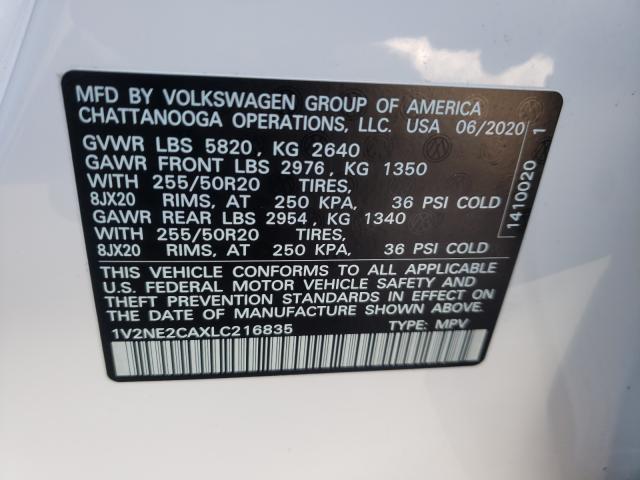 MFD BY VOLKSWAGEN GROUP OF AMERICA
CHATTANOOGA OPERATIONS, LLC. USA 06/2020
GVWR LBS 5820, KG 2640
GAWR FRONT LBS 2976, KG 1350
WITH 255/50R20 TIRES,
8JX20 RIMS, AT 250 KPA, 36 PSI COLD
GAWR REAR LBS 2954, KG 1340
WITH 255/50R20 TIRES,
8JX20 RIMS, AT 250 KPA, 36 PSI COLD
THIS VEHICLE CONFORMS TO ALL APPLICABLE
U.S. FEDERAL MOTOR VEHICLE SAFETY AND
THEFT PREVENTION STANDARDS IN EFFECT ON
THE DATE OF MANUFACTURE SHOWN ABOVE.
1V2NE2CAXLC216835 TYPE: MPV
1410020 1